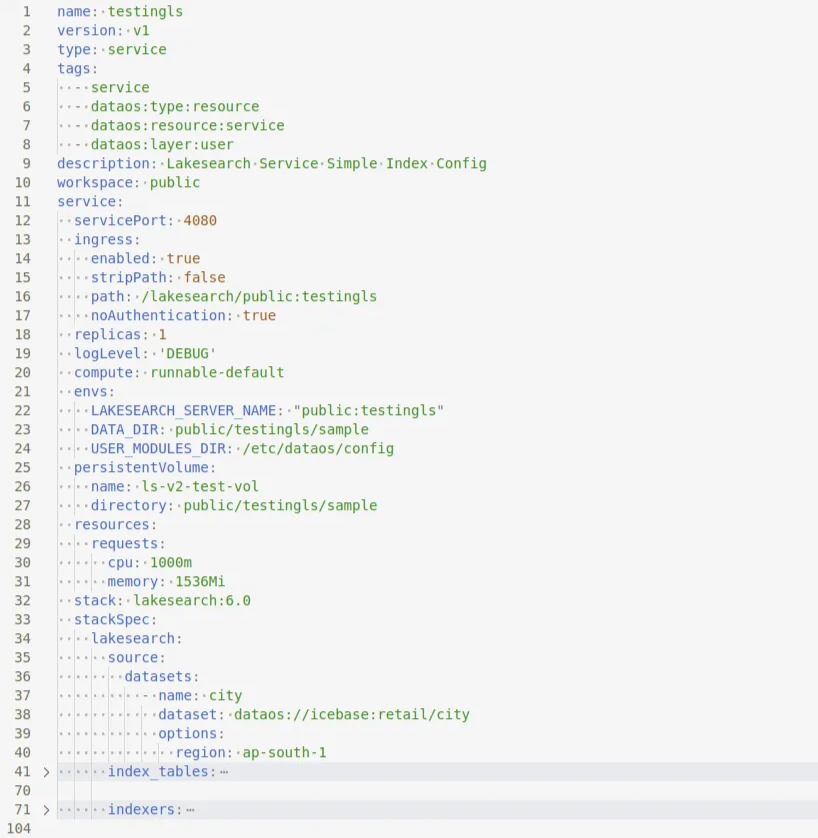 1 name: testingls
2 version: v1
3 type: service
4 tags:
5   - service
6   - dataos:type:resource
7   - dataos:resource:service
8   - dataos:layer:user
9 description: Lakesearch Service Simple Index Config
10 workspace: public
11 service:
12   servicePort: 4080
13   ingress:
14     enabled: true
15     stripPath: false
16     path: /lakesearch/public:testingls
17     noAuthentication: true
18   replicas: 1
19   logLevel: 'DEBUG'
20   compute: runnable-default
21   envs:
22     LAKESEARCH_SERVER_NAME: "public:testingls"
23     DATA_DIR: public/testingls/sample
24     USER_MODULES_DIR: /etc/dataos/config
25   persistentVolume:
26     name: ls-v2-test-vol
27     directory: public/testingls/sample
28   resources:
29     requests:
30       cpu: 1000m
31       memory: 1536Mi
32   stack: lakesearch:6.0
33   stackSpec:
34     lakesearch:
35       source:
36         datasets:
37           - name: city
38             dataset: dataos://icebase:retail/city
39             options:
40               region: ap-south-1
41 >       index_tables: ⋯
70
71 >       indexers: ⋯
104